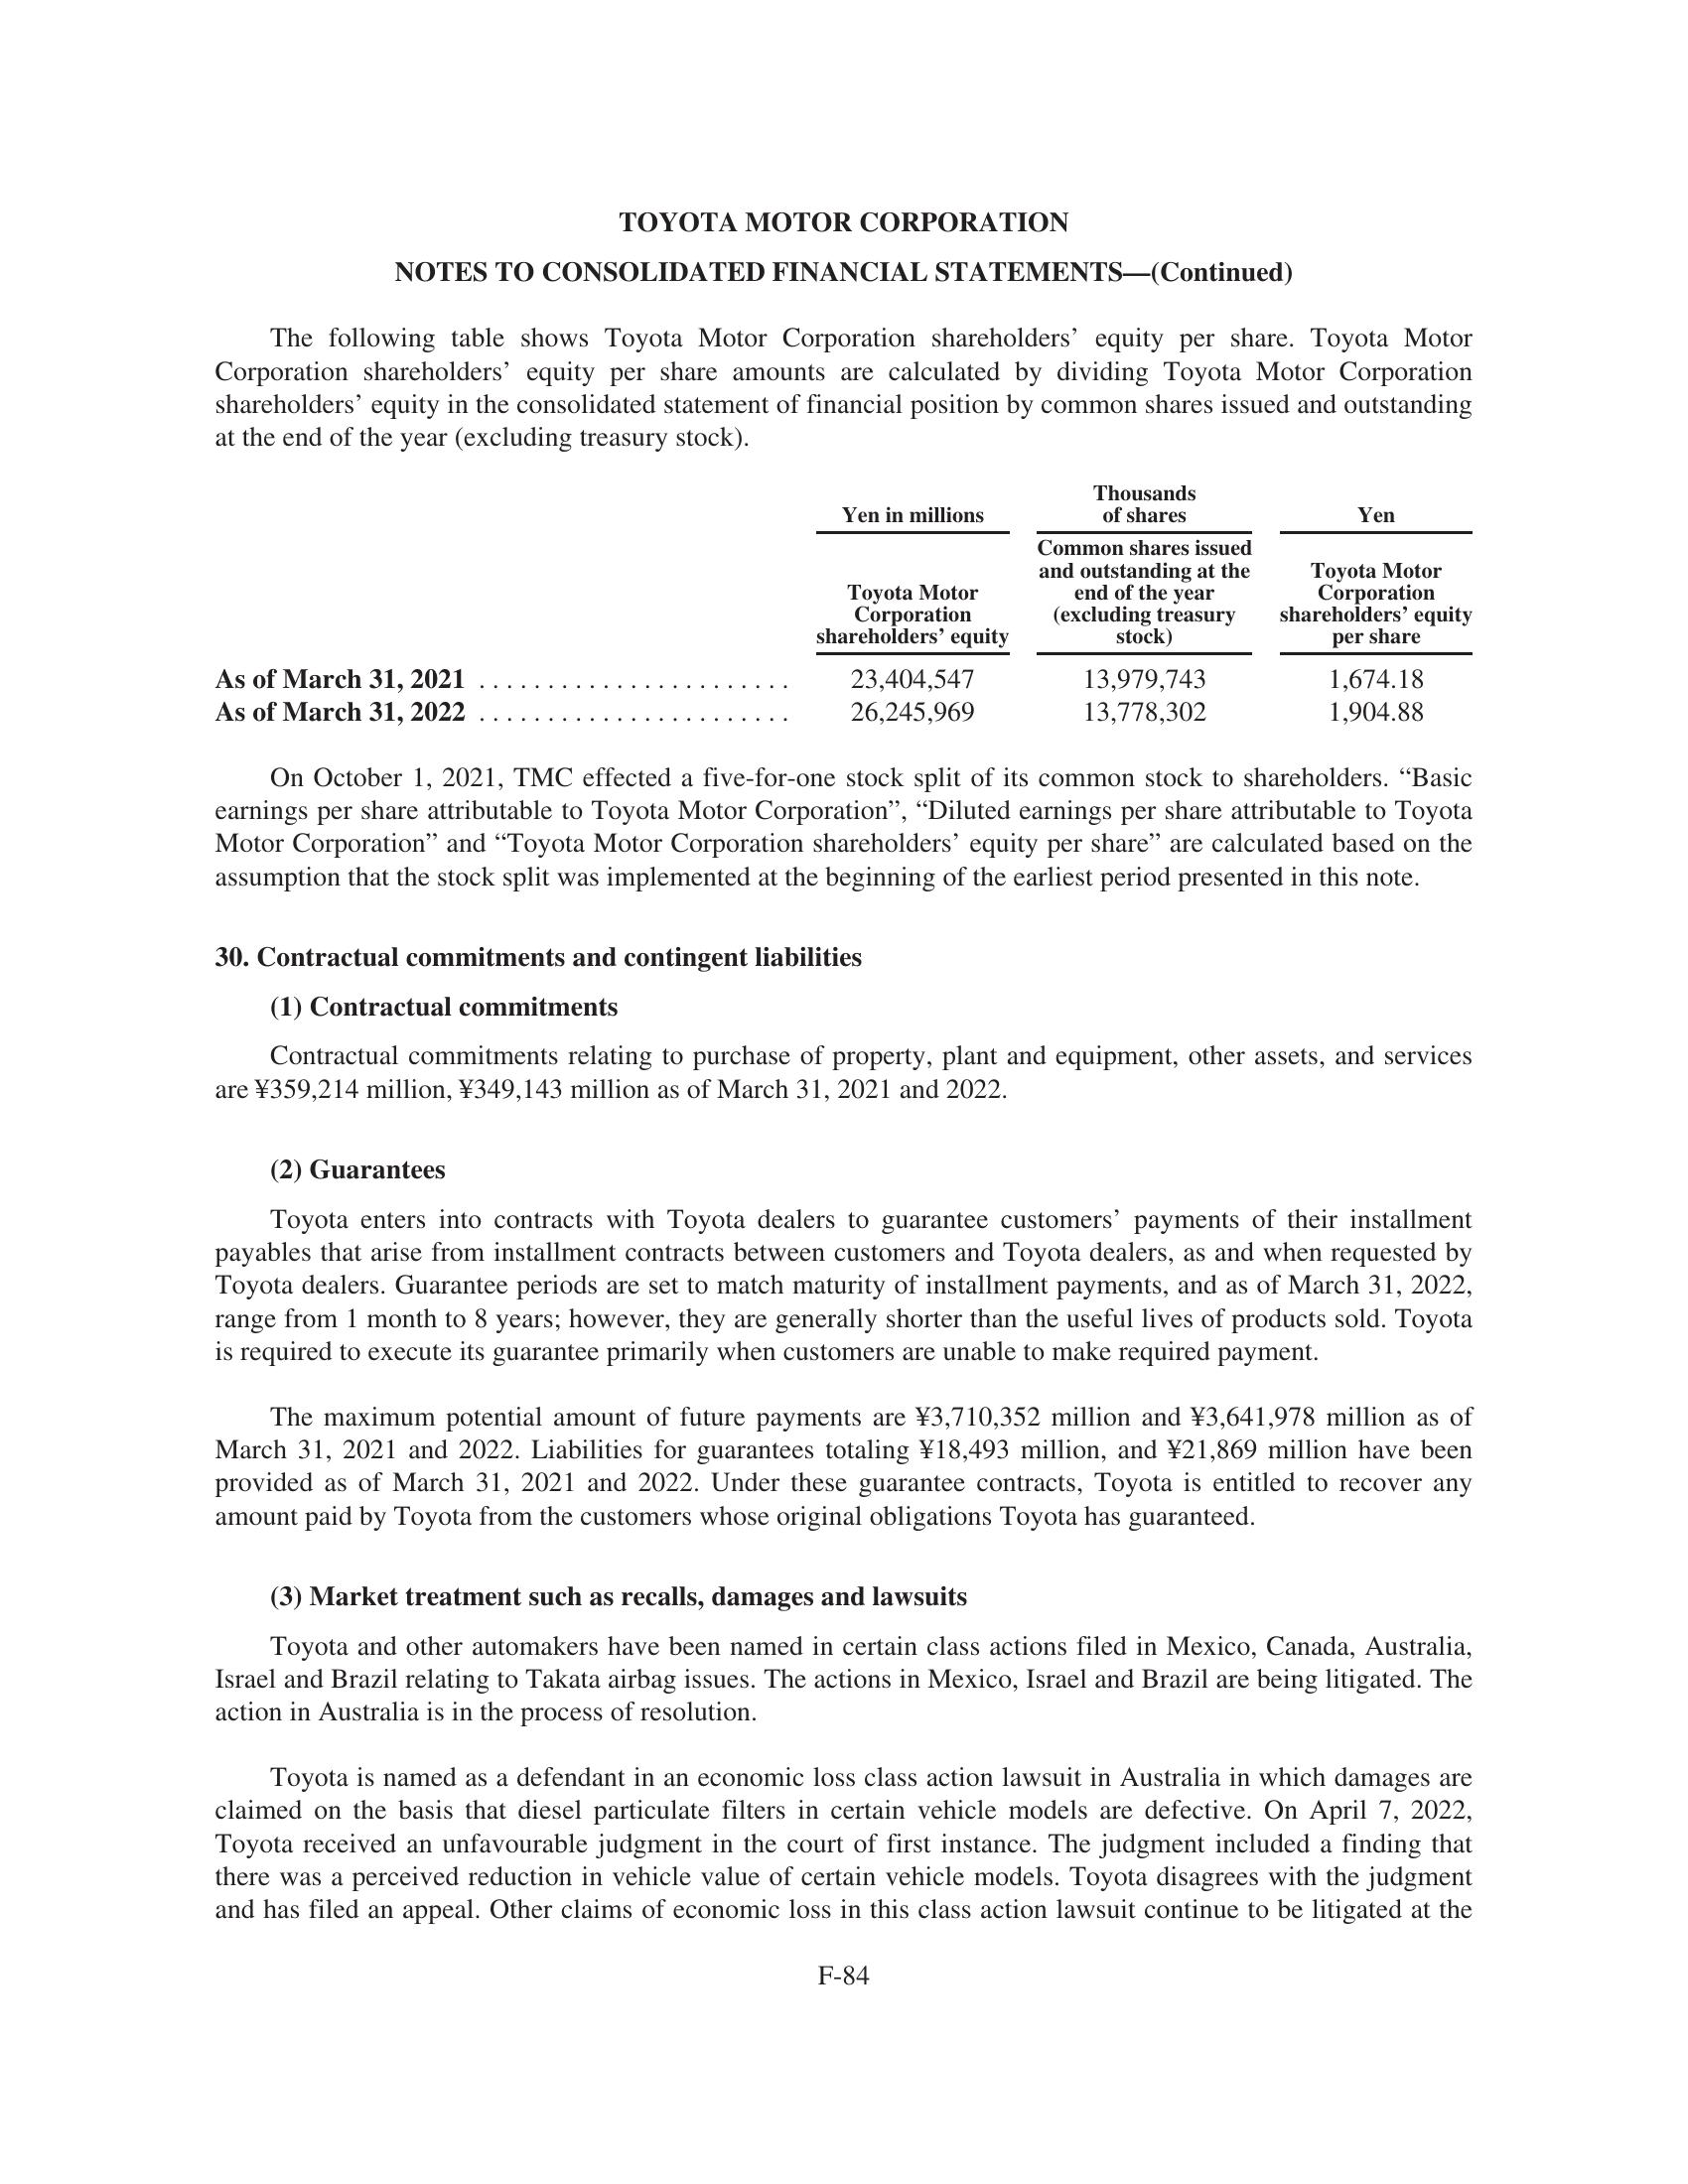 TOYOTA MOTOR CORPORATION
NOTES TO CONSOLIDATED FINANCIAL STATEMENTS—(Continued)
The following table shows Toyota Motor Corporation shareholders’ equity per share. Toyota Motor
Corporation shareholders’ equity per share amounts are calculated by dividing Toyota Motor Corporation
shareholders’ equity in the consolidated statement of financial position by common shares issued and outstanding
at the end of the year (excluding treasury stock).
Yen in millions Thousands of shares Yen
Toyota Motor Corporation shareholders’ equity Common shares issued and outstanding at the end of the year (excluding treasury stock) Toyota Motor Corporation shareholders’ equity per share
As of March 31, 2021 . . . . . . . . . . . . . . . . . . . . . . . 23,404,547 13,979,743 1,674.18
As of March 31, 2022 . . . . . . . . . . . . . . . . . . . . . . . 26,245,969 13,778,302 1,904.88
On October 1, 2021, TMC effected a five-for-one stock split of its common stock to shareholders. “Basic
earnings per share attributable to Toyota Motor Corporation”, “Diluted earnings per share attributable to Toyota
Motor Corporation” and “Toyota Motor Corporation shareholders’ equity per share” are calculated based on the
assumption that the stock split was implemented at the beginning of the earliest period presented in this note.
30. Contractual commitments and contingent liabilities
(1) Contractual commitments
Contractual commitments relating to purchase of property, plant and equipment, other assets, and services
are ¥359,214 million, ¥349,143 million as of March 31, 2021 and 2022.
(2) Guarantees
Toyota enters into contracts with Toyota dealers to guarantee customers’ payments of their installment
payables that arise from installment contracts between customers and Toyota dealers, as and when requested by
Toyota dealers. Guarantee periods are set to match maturity of installment payments, and as of March 31, 2022,
range from 1 month to 8 years; however, they are generally shorter than the useful lives of products sold. Toyota
is required to execute its guarantee primarily when customers are unable to make required payment.
The maximum potential amount of future payments are ¥3,710,352 million and ¥3,641,978 million as of
March 31, 2021 and 2022. Liabilities for guarantees totaling ¥18,493 million, and ¥21,869 million have been
provided as of March 31, 2021 and 2022. Under these guarantee contracts, Toyota is entitled to recover any
amount paid by Toyota from the customers whose original obligations Toyota has guaranteed.
(3) Market treatment such as recalls, damages and lawsuits
Toyota and other automakers have been named in certain class actions filed in Mexico, Canada, Australia,
Israel and Brazil relating to Takata airbag issues. The actions in Mexico, Israel and Brazil are being litigated. The
action in Australia is in the process of resolution.
Toyota is named as a defendant in an economic loss class action lawsuit in Australia in which damages are
claimed on the basis that diesel particulate filters in certain vehicle models are defective. On April 7, 2022,
Toyota received an unfavourable judgment in the court of first instance. The judgment included a finding that
there was a perceived reduction in vehicle value of certain vehicle models. Toyota disagrees with the judgment
and has filed an appeal. Other claims of economic loss in this class action lawsuit continue to be litigated at the
F-84